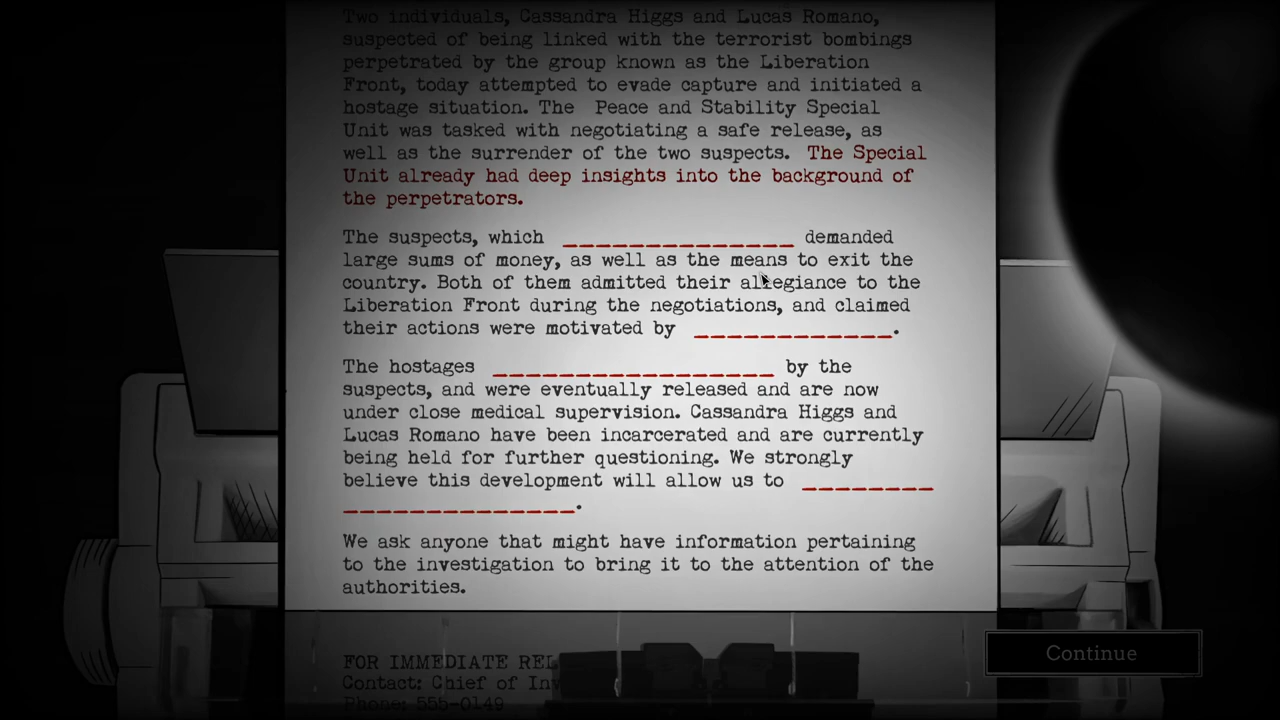 Two individuals, Cassandra Higgs and Lucas Romano,
suspected of being linked with the terrorist bombings
perpetrated by the group known as the Liberation
Front, today attempted to evade capture and initiated a
hostage situation. The Peace and Stability Special
Unit was tasked with negotiating a safe release, as
well as the surrender of the two suspects. The Special
Unit already had deep insights into the background of
the perpetrators.
The suspects, which _______________ demanded
large sums of money, as well as the means to exit the
country. Both of them admitted their allegiance to the
Liberation Front during the negotiations, and claimed
their actions were motivated by _____________.
The hostages __________________ by the
suspects, and were eventually released and are now
under close medical supervision. Cassandra Higgs and
Lucas Romano have been incarcerated and are currently
being held for further questioning. We strongly
believe this development will allow us to _________
_______________.
We ask anyone that might have information pertaining
to the investigation to bring it to the attention of the
authorities.
FOR IMMEDIATE REL
Contact: Chief of Inv
Phone: 555-0149
Continue